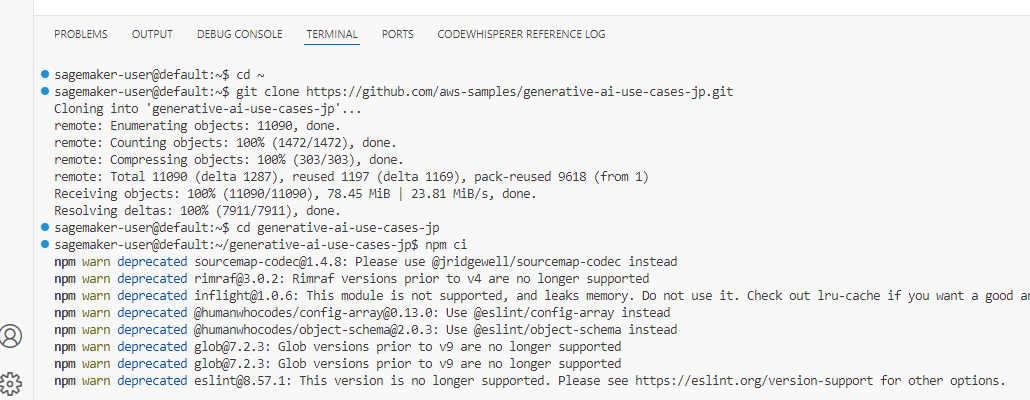 PROBLEMS OUTPUT DEBUG CONSOLE TERMINAL PORTS CODEWHISPERER REFERENCE LOG
sagemaker-user@default:~$ cd ~
sagemaker-user@default:~$ git clone https://github.com/aws-samples/generative-ai-use-cases-jp.git
Cloning into 'generative-ai-use-cases-jp'...
remote: Enumerating objects: 11090, done.
remote: Counting objects: 100% (1472/1472), done.
remote: Compressing objects: 100% (303/303), done.
remote: Total 11090 (delta 1287), reused 1197 (delta 1169), pack-reused 9618 (from 1)
Receiving objects: 100% (11090/11090), 78.45 MiB | 23.81 MiB/s, done.
Resolving deltas: 100% (7911/7911), done.
sagemaker-user@default:~$ cd generative-ai-use-cases-jp
sagemaker-user@default:~/generative-ai-use-cases-jp$ npm ci
npm warn deprecated sourcemap-codec@1.4.8: Please use @jridgewell/sourcemap-codec instead
npm warn deprecated rimraf@3.0.2: Rimraf versions prior to v4 are no longer supported
npm warn deprecated inflight@1.0.6: This module is not supported, and leaks memory. Do not use it. Check out lru-cache if you want a good
npm warn deprecated @humanwhocodes/config-array@0.13.0: Use @eslint/config-array instead
npm warn deprecated @humanwhocodes/object-schema@2.0.3: Use @eslint/object-schema instead
npm warn deprecated glob@7.2.3: Glob versions prior to v9 are no longer supported
npm warn deprecated glob@7.2.3: Glob versions prior to v9 are no longer supported
npm warn deprecated eslint@8.57.1: This version is no longer supported. Please see https://eslint.org/version-support for other options.